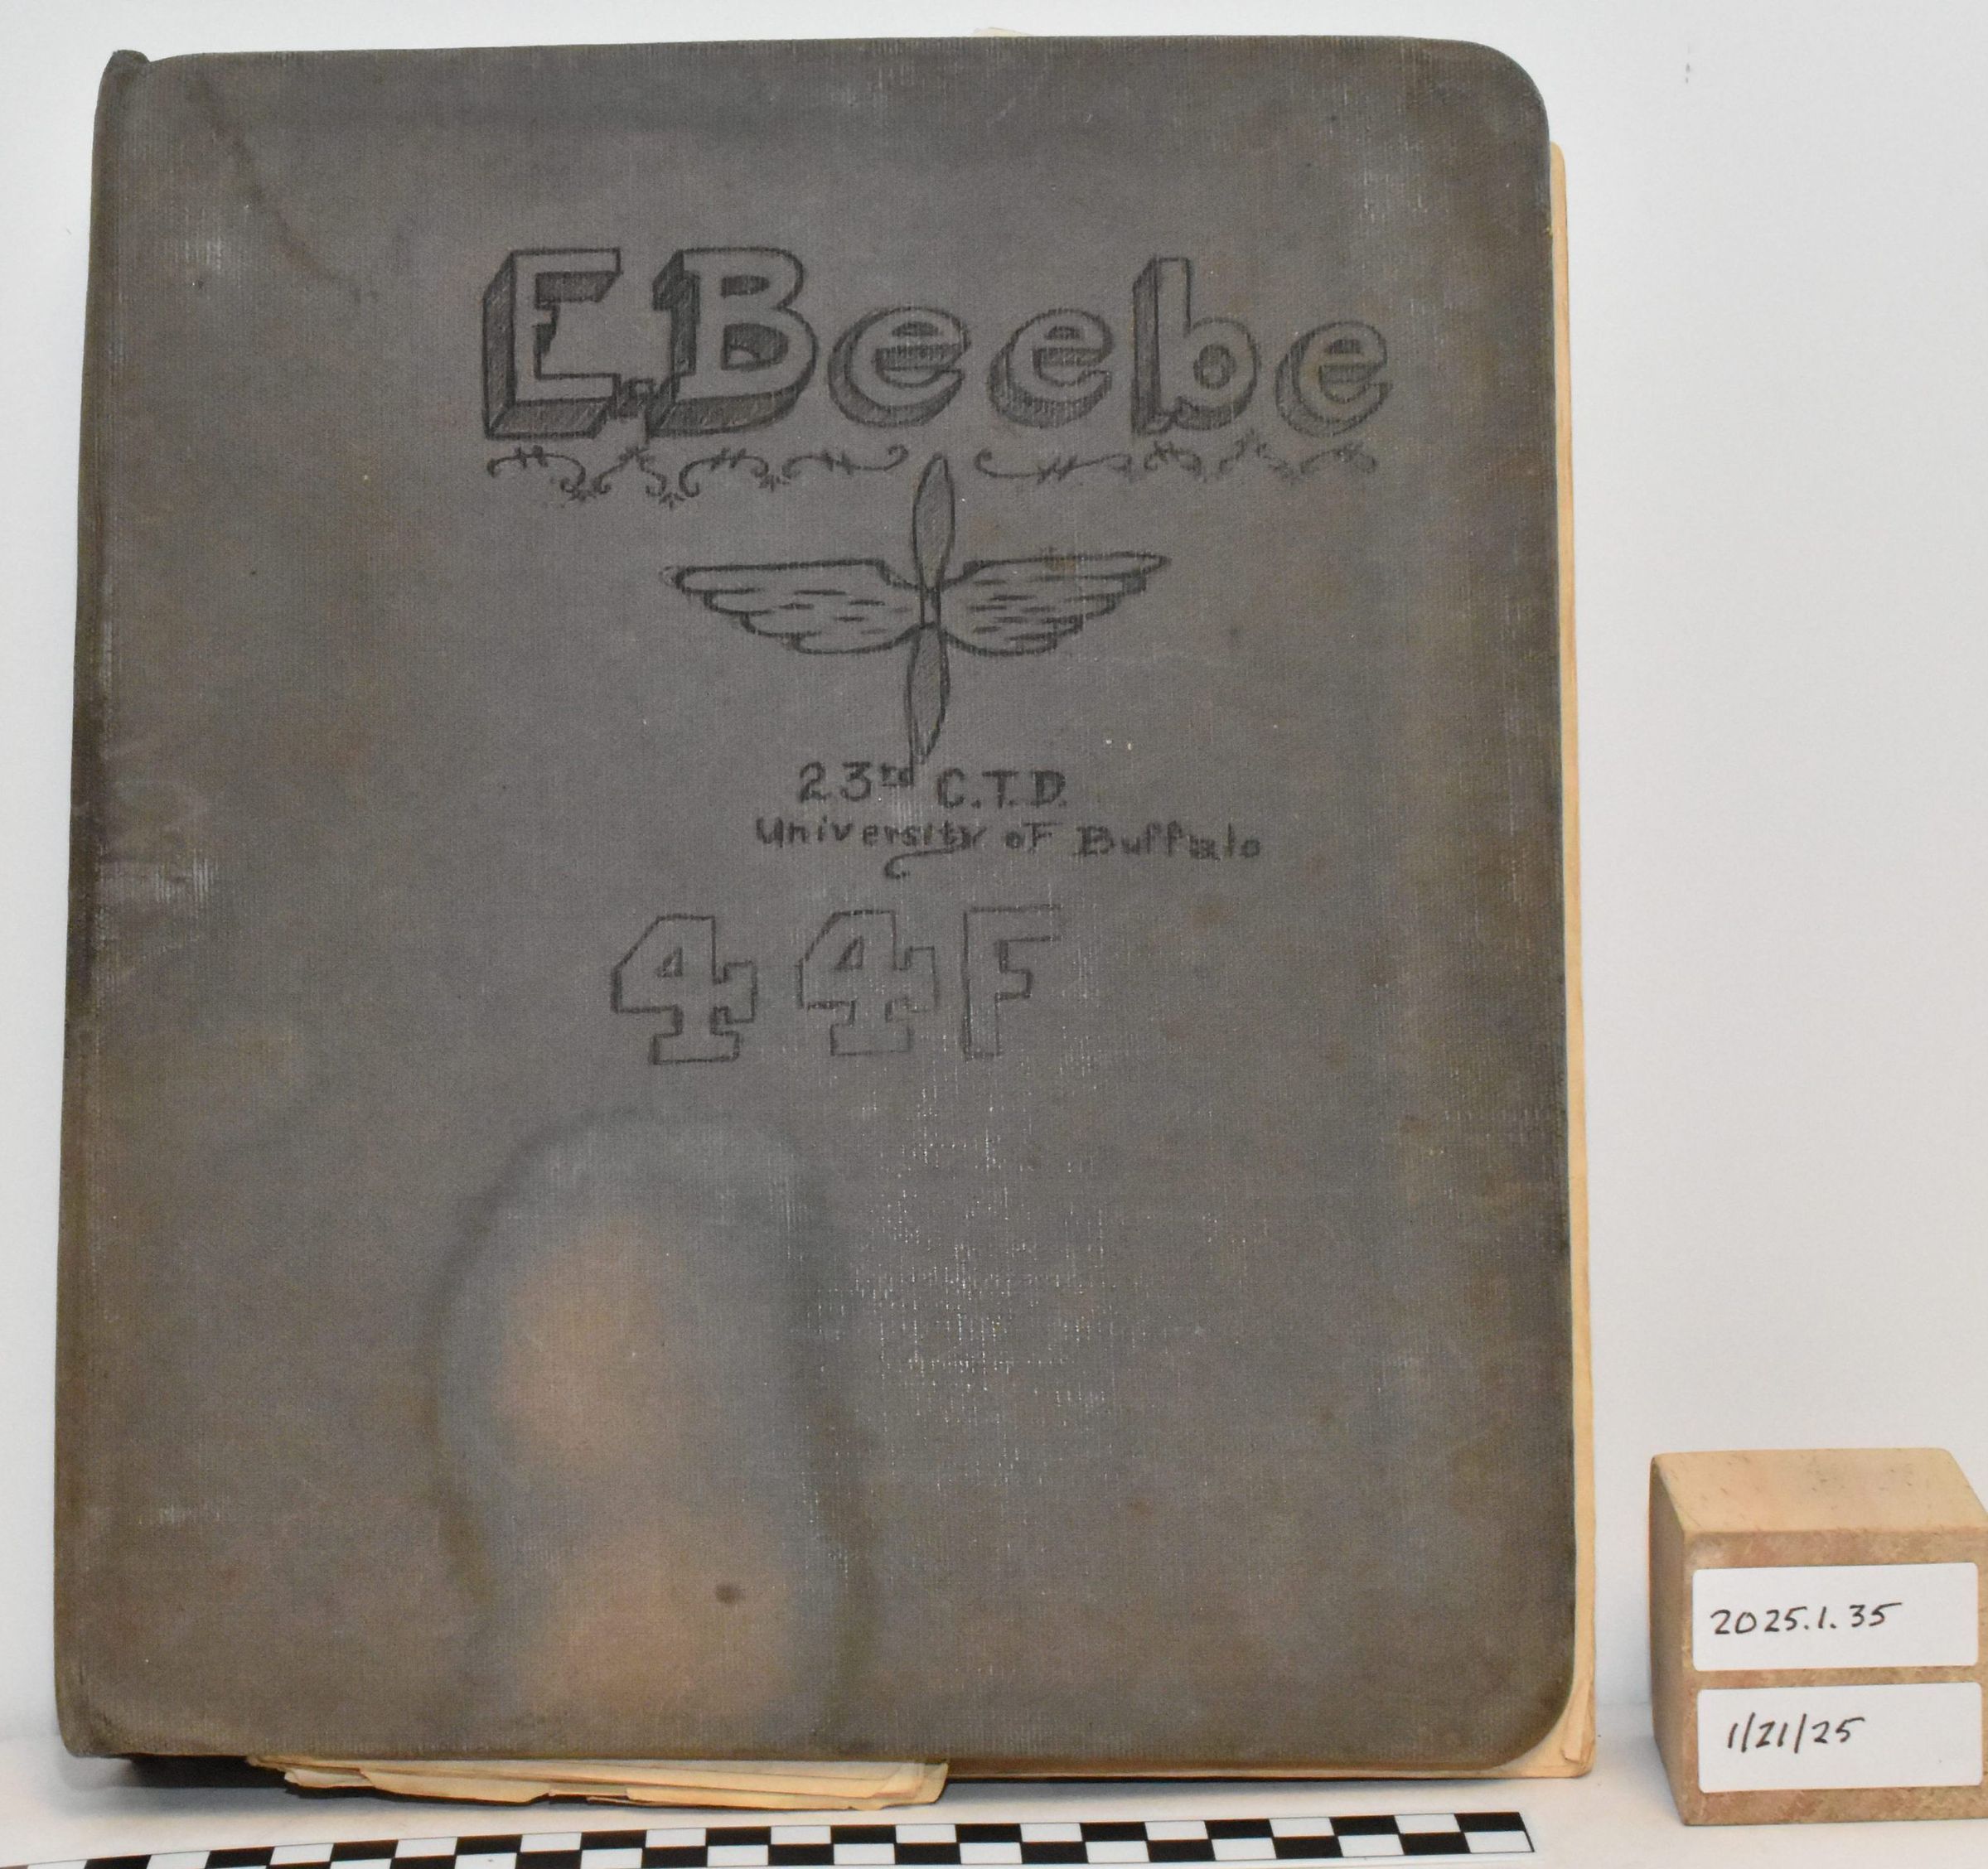 E. Beebe
23rd C.T.D.
University of Buffalo
44F
2025.1.35
1/21/25